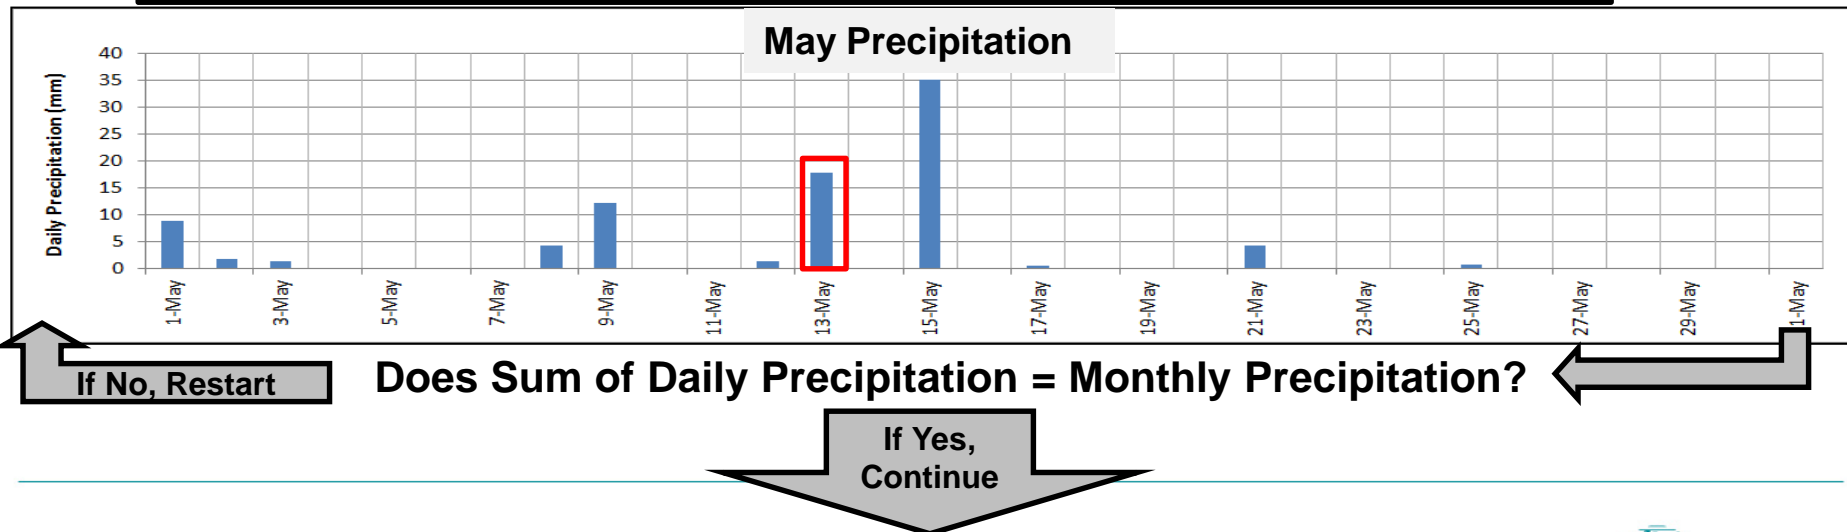 May Precipitation
Daily Precipitation (mm)
40
35
30
25
20
15
10
5
0
1-May
3-May
5-May
7-May
9-May
11-May
13-May
15-May
17-May
19-May
21-May
23-May
25-May
27-May
29-May
1-May
If No, Restart
Does Sum of Daily Precipitation = Monthly Precipitation?
If Yes,
Continue